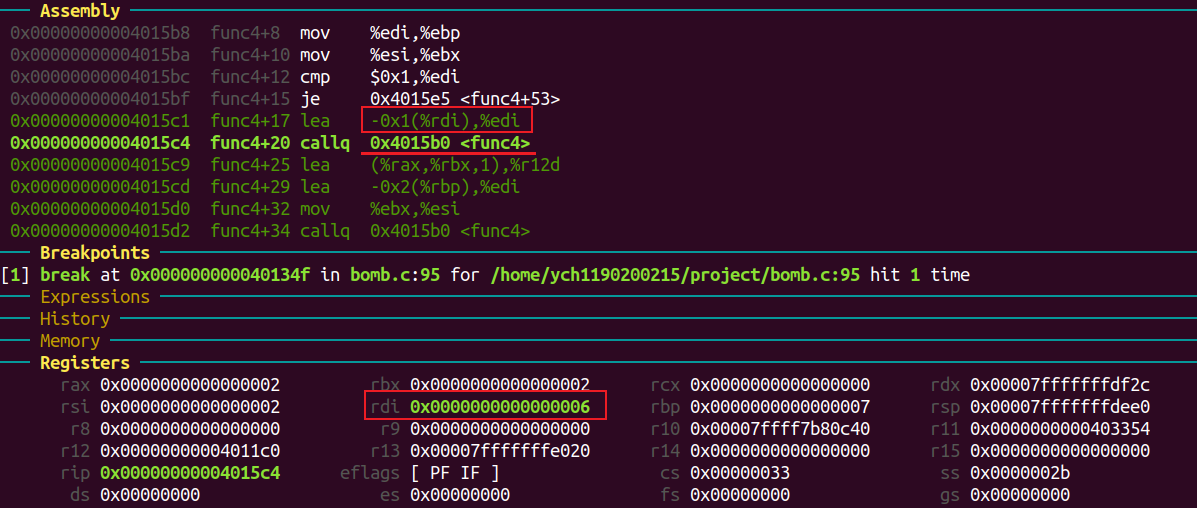 Assembly
0x00000000004015b8 func4+8 mov %edi,%ebp
0x00000000004015ba func4+10 mov %esi,%ebx
0x00000000004015bc func4+12 cmp $0x1,%edi
0x00000000004015bf func4+15 je 0x4015e5 <func4+53>
0x00000000004015c1 func4+17 lea -0x1(%rdi),%edi
0x00000000004015c4 func4+20 callq 0x4015b0 <func4>
0x00000000004015c9 func4+25 lea (%rax,%rbx,1),%r12d
0x00000000004015cd func4+29 lea -0x2(%rbp),%edi
0x00000000004015d0 func4+32 mov %ebx,%esi
0x00000000004015d2 func4+34 callq 0x4015b0 <func4>
Breakpoints
[1] break at 0x000000000040134f in bomb.c:95 for /home/ych1190200215/project/bomb.c:95 hit 1 time
Expressions
History
Memory
Registers
rax 0x0000000000000002 rbx 0x0000000000000002 rcx 0x0000000000000000 rdx 0x00007fffffffdf2c
rsi 0x0000000000000002 rdi 0x0000000000000006 rbp 0x0000000000000007 rsp 0x00007fffffffdee0
r8 0x0000000000000000 r9 0x0000000000000000 r10 0x00007ffff7b80c40 r11 0x0000000000403354
r12 0x00000000004011c0 r13 0x00007fffffffe020 r14 0x0000000000000000 r15 0x0000000000000000
rip 0x00000000004015c4 eflags [ PF IF ] cs 0x00000033 ss 0x0000002b
ds 0x00000000 es 0x00000000 fs 0x00000000 gs 0x00000000